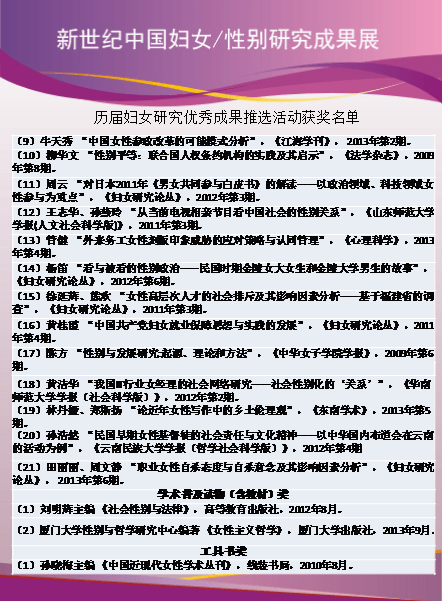 新世纪中国妇女/性别研究成果展
历届妇女研究优秀成果推选活动获奖名单
(9) 牛天秀 “中国女性参政改革的可能模式分析”，《江海学刊》，2013年第2期。
(10) 柳华文 “性别平等：联合国人权条约机构的实践及其启示”，《法学杂志》，2009
年第8期。
(11) 周云 “对日本2011年《男女共同参与白皮书》的解读——以政治领域、科技领域女
性参与为重点”，《妇女研究论丛》，2012年第3期。
(12) 王志华、孙燕玲 “从当前电视相亲节目看中国社会的性别关系”，《山东师范大学
学报(人文社会科学版)》，2011年第3期。
(13) 管健 “外来务工女性刻板印象威胁的应对策略与认同管理”，《心理科学》，2013
年第4期。
(14) 杨笛 “看与被看的性别政治——民国时期金陵女大女生和金陵大学男生的故事”，
《妇女研究论丛》，2012年第6期。
(15) 徐延辉、熊欢 “女性高层次人才的社会排斥及其影响因素分析——基于福建省的调
查”，《妇女研究论丛》，2011年第3期。
(16) 黄桂霞 “中国共产党妇女就业保障思想与实践的发展”，《妇女研究论丛》，2011
年第4期。
(17) 陈方 “性别与发展研究:起源、理论和方法”，《中华女子学院学报》，2009年第6
期。
(18) 黄洁华 “我国IT行业女经理的社会网络研究——社会性别化的‘关系’”，《华南
师范大学学报（社会科学版）》，2012年第2期。
(19) 林丹娅、郑斯扬 “论近年女性写作中的乡土伦理观”，《东南学术》，2013年第5
期。
(20) 孙浩然 “民国早期女性基督徒的社会责任与文化精神——以中华国内布道会在云南
的活动为例”，《云南民族大学学报（哲学社会科学版）》，2012年第4期
(21) 田丽丽、周文静 “职业女性自杀态度与自杀意念及其影响因素分析”，《妇女研究
论丛》，2013年第6期。
学术普及读物（含教材）类
(1) 刘明辉主编 《社会性别与法律》，高等教育出版社，2012年8月。
(2) 厦门大学性别与哲学研究中心编著 《女性主义哲学》，厦门大学出版社，2013年9月．
工具书类
(1) 孙晓梅主编 《中国近现代女性学术丛刊》，线装书局，2010年8月。